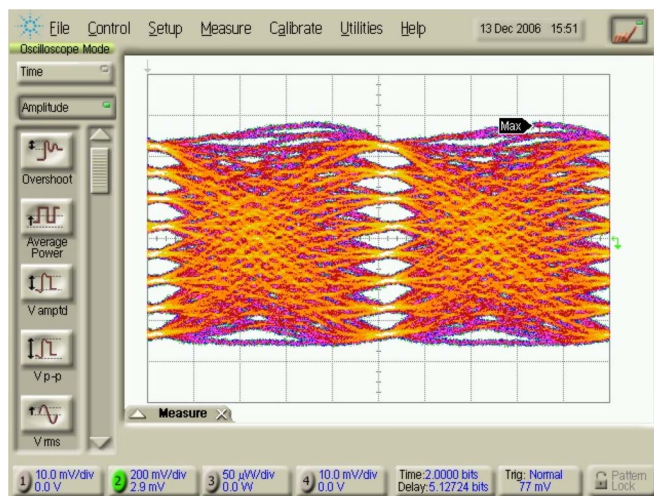 File Control Setup Measure Calibrate Utilities Help 13 Dec 2006 15:51
Oscilloscope Mode
Time
Amplitude
Max
Overshoot
Average
Power
V amptd
V p-p
V rms
Measure
1) 10.0 mV/div
0.0 V
2) 200 mV/div
2.9 mV
3) 50 µW/div
0.0 W
4) 10.0 mV/div
0.0 V
Time:2.0000 bits
Delay:5.12724 bits
Trig: Normal
77 mV
Pattern
Lock